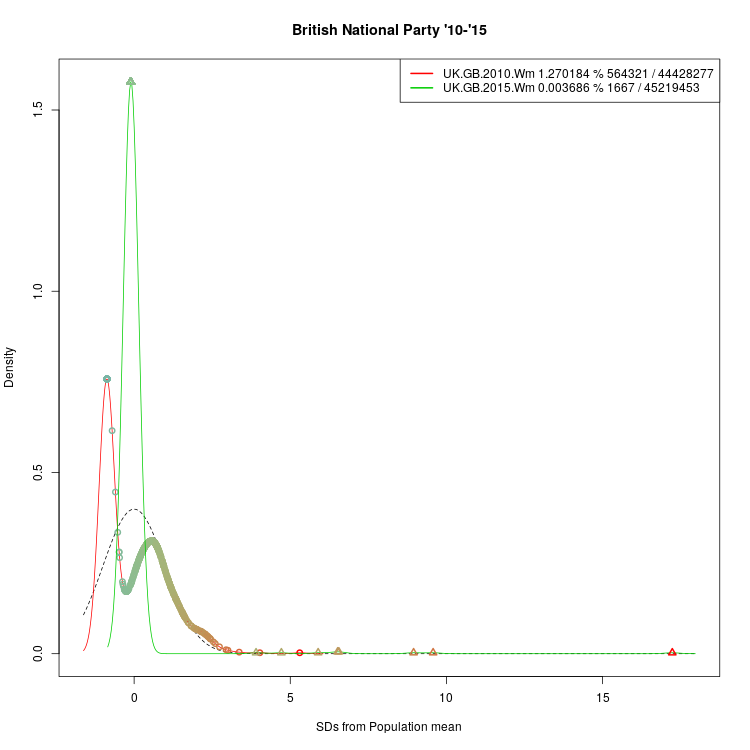 British National Party '10-'15
UK.GB.2010.Wm 1.270184 % 564321 / 44428277
UK.GB.2015.Wm 0.003686 % 1667 / 45219453
1.5
1.0
0.5
0.0
Density
0 5 10 15
SDs from Population mean